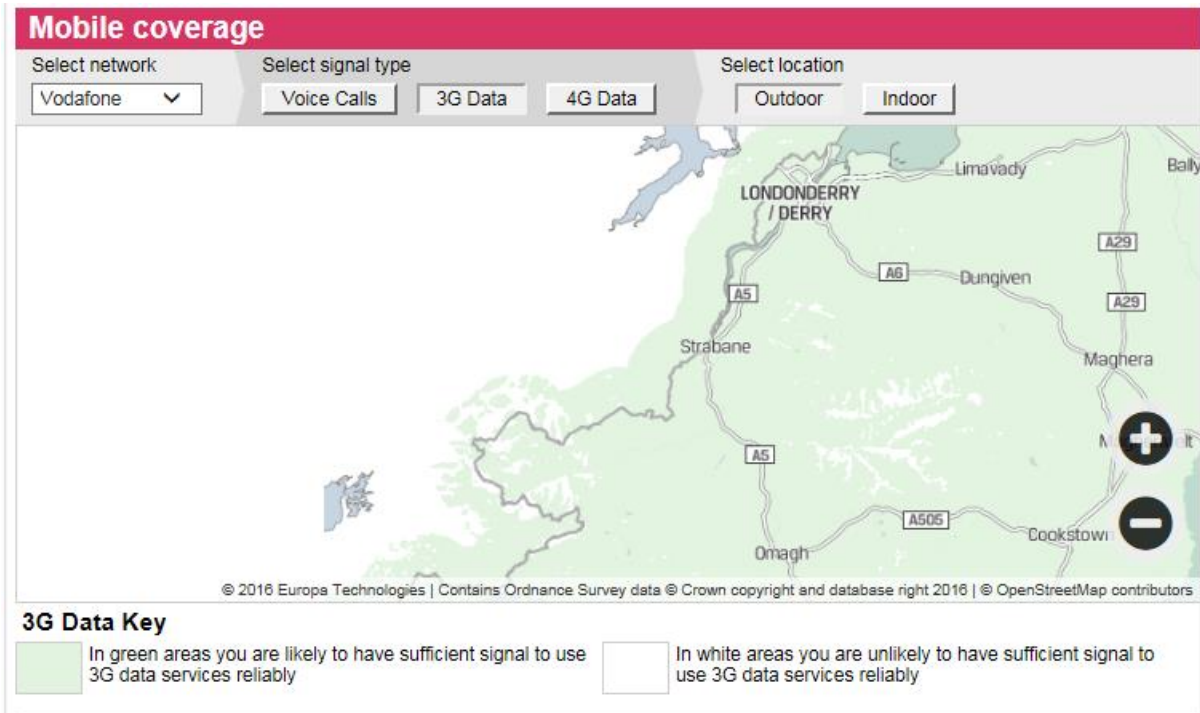 Mobile coverage
Select network
Select signal type
Select location
Vodafone
Voice Calls
3G Data
4G Data
Outdoor
Indoor
Limavady
Bally
LONDONDERRY
/ DERRY
A29
A6
Dungiven
A5
A29
Strabane
Maghera
A5
A505
Cookstown
Omagh
© 2016 Europa Technologies | Contains Ordnance Survey data © Crown copyright and database right 2016 | © OpenStreetMap contributors
3G Data Key
In green areas you are likely to have sufficient signal to use
3G data services reliably
In white areas you are unlikely to have sufficient signal to
use 3G data services reliably